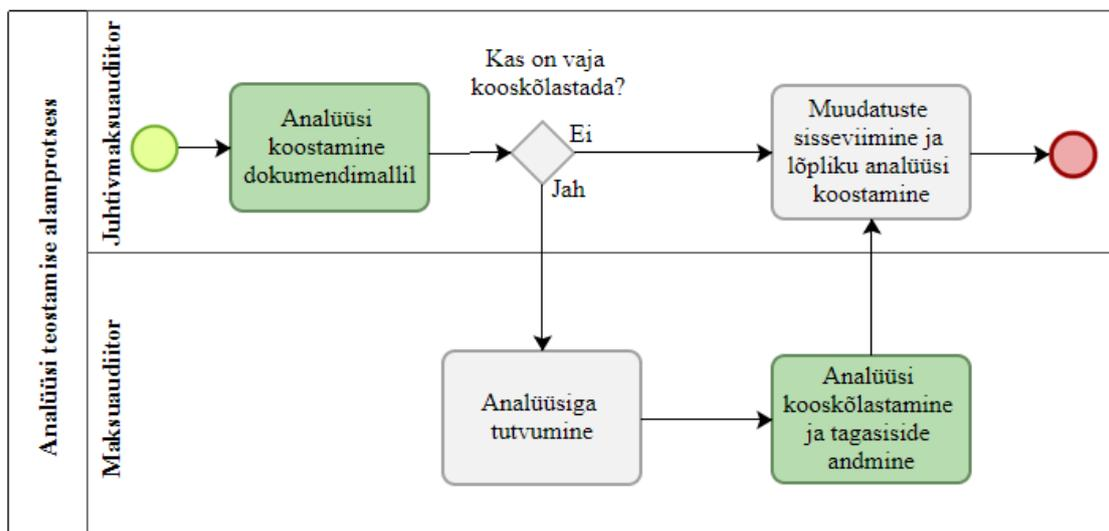 Analüüsi teostamise alamprotsess
Juhtivmaksuaudiitor
Analüüsi
koostamine
dokumendimallil
Kas on vaja
kooskõlastada?
Ei
Jah
Muudatuste
sisseviimine ja
lõpliku analüüsi
koostamine
Maksuaudiitor
Analüüsiga
tutvumine
Analüüsi
kooskõlastamine
ja tagasiside
andmine